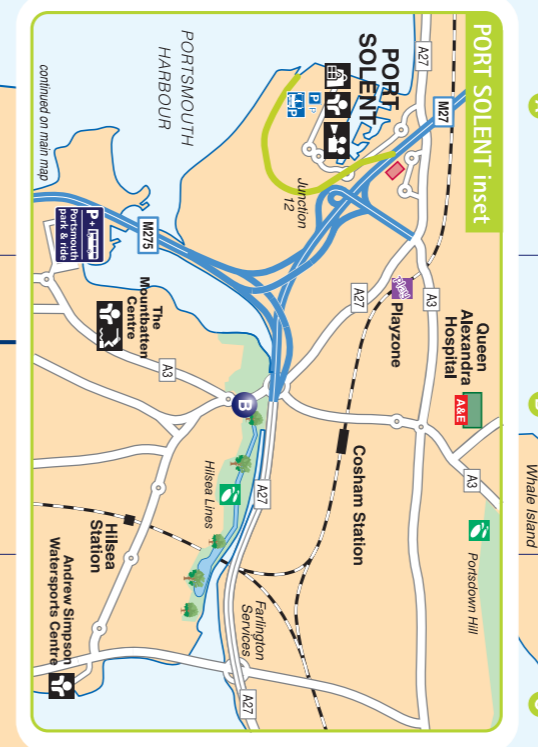 PORT SOLENT inset
A27
M27
PORT
SOLENT
P
P
PORTSMOUTH
HARBOUR
continued on main map
Junction
12
M275
P+
Portsmouth
park & ride
The
Mountbatten
Centre
A3
A27
Play
Playzone
A3
Queen
Alexandra
Hospital
A&E
A3
Whale Island
Portsdown Hill
Cosham Station
B
A27
Hilsea Lines
Hilsea
Station
Farlington
Services
A27
Andrew Simpson
Watersports Centre